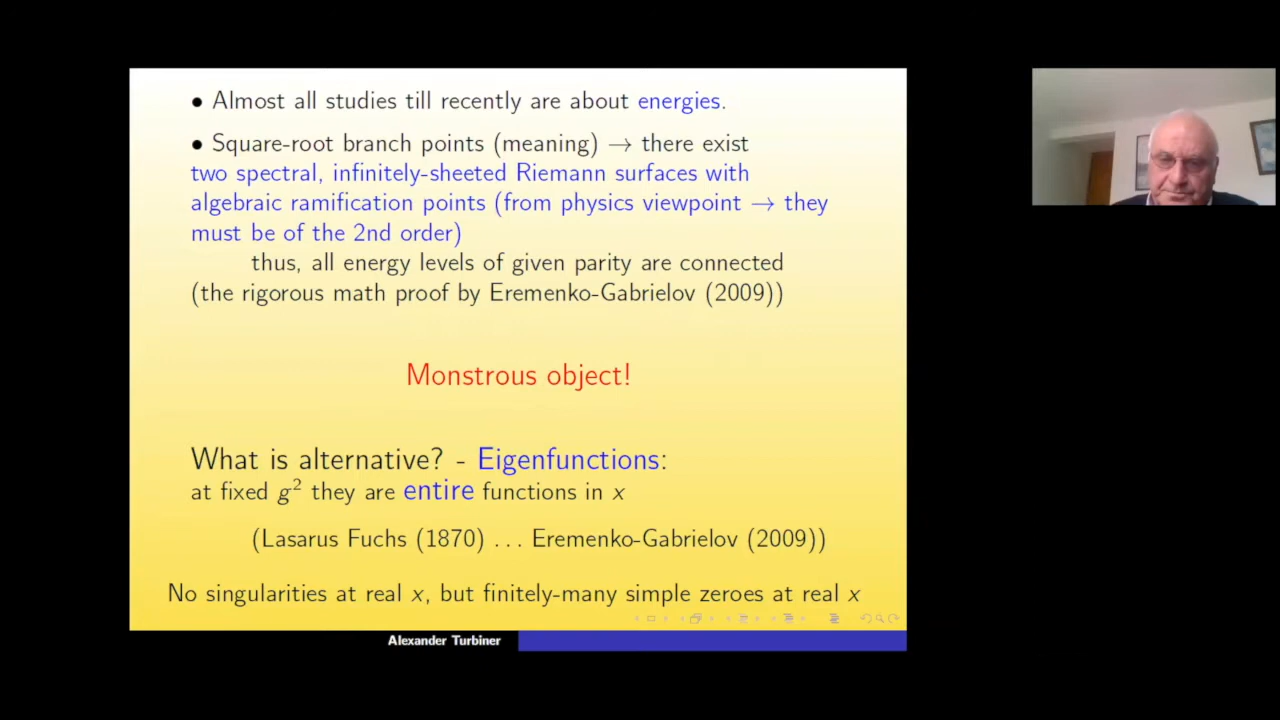 • Almost all studies till recently are about energies.
• Square-root branch points (meaning) → there exist
two spectral, infinitely-sheeted Riemann surfaces with
algebraic ramification points (from physics viewpoint → they
must be of the 2nd order)
thus, all energy levels of given parity are connected
(the rigorous math proof by Eremenko-Gabrielov (2009))
Monstrous object!
What is alternative? - Eigenfunctions:
at fixed g² they are entire functions in x
(Lasarus Fuchs (1870) ... Eremenko-Gabrielov (2009))
No singularities at real x, but finitely-many simple zeroes at real x
Alexander Turbiner